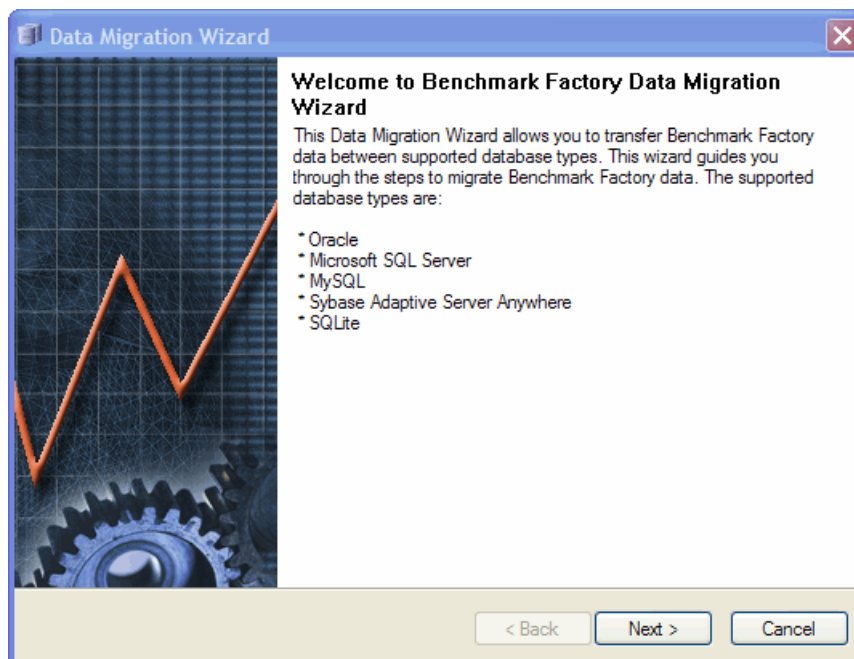 Data Migration Wizard
Welcome to Benchmark Factory Data Migration
Wizard
This Data Migration Wizard allows you to transfer Benchmark Factory
data between supported database types. This wizard guides you
through the steps to migrate Benchmark Factory data. The supported
database types are:
* Oracle
* Microsoft SQL Server
* MySQL
* Sybase Adaptive Server Anywhere
* SQLite
< Back Next > Cancel